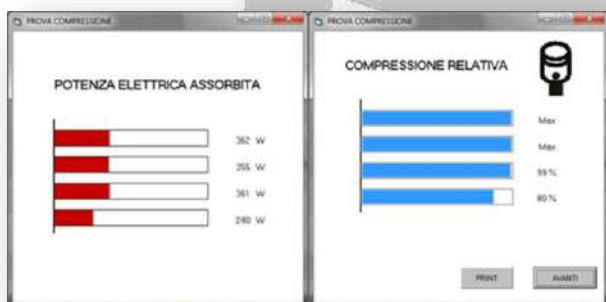 PROVA COMPRESSIONE
POTENZA ELETTRICA ASSORBITA
362 W
355 W
361 W
280 W
PROVA COMPRESSIONE
COMPRESSIONE RELATIVA
Max
Max
99 %
80 %
PRINT
AVANTI